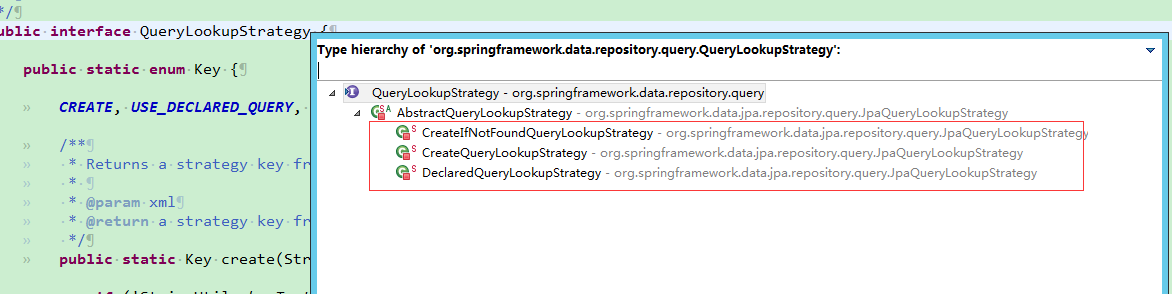 */¶
ublic interface QueryLookupStrategy {¶
Type hierarchy of 'org.springframework.data.repository.query.QueryLookupStrategy':
public static enum Key {¶
QueryLookupStrategy - org.springframework.data.repository.query
» CREATE, USE_DECLARED_QUERY,
AbstractQueryLookupStrategy - org.springframework.data.jpa.repository.query.JpaQueryLookupStrategy
CreateIfNotFoundQueryLookupStrategy - org.springframework.data.jpa.repository.query.JpaQueryLookupStrategy
» /**¶
CreateQueryLookupStrategy - org.springframework.data.jpa.repository.query.JpaQueryLookupStrategy
» * Returns a strategy key fr
DeclaredQueryLookupStrategy - org.springframework.data.jpa.repository.query.JpaQueryLookupStrategy
» * ¶
» * @param xml
» * @return a strategy key fr
» */¶
» public static Key create(Str